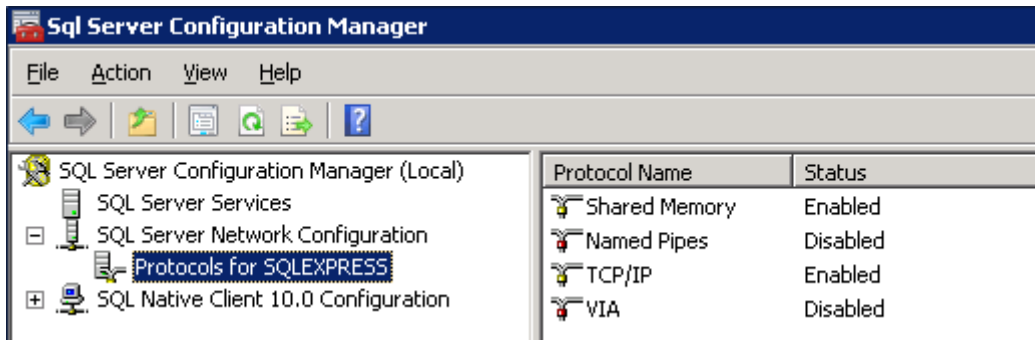 Sql Server Configuration Manager
File Action View Help
SQL Server Configuration Manager (Local)
SQL Server Services
SQL Server Network Configuration
Protocols for SQLEXPRESS
SQL Native Client 10.0 Configuration
Protocol Name Status
Shared Memory Enabled
Named Pipes Disabled
TCP/IP Enabled
VIA Disabled